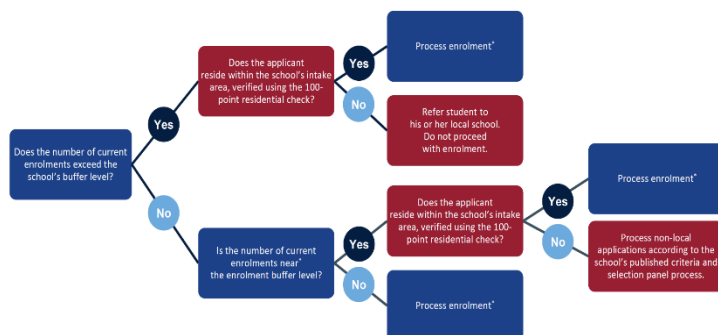 Does the number of current
enrolments exceed the
school's buffer level?
Yes
No
Does the applicant
reside within the school's intake
area, verified using the 100-
point residential check?
Yes
No
Process enrolment*
Refer student to
his or her local school.
Do not proceed
with enrolment.
Is the number of current
enrolments near*
the enrolment buffer level?
Yes
No
Does the applicant
reside within the school's intake
area, verified using the 100-
point residential check?
Process enrolment*
Yes
No
Process enrolment*
Process non-local
applications according to the
school's published criteria and
selection panel process.